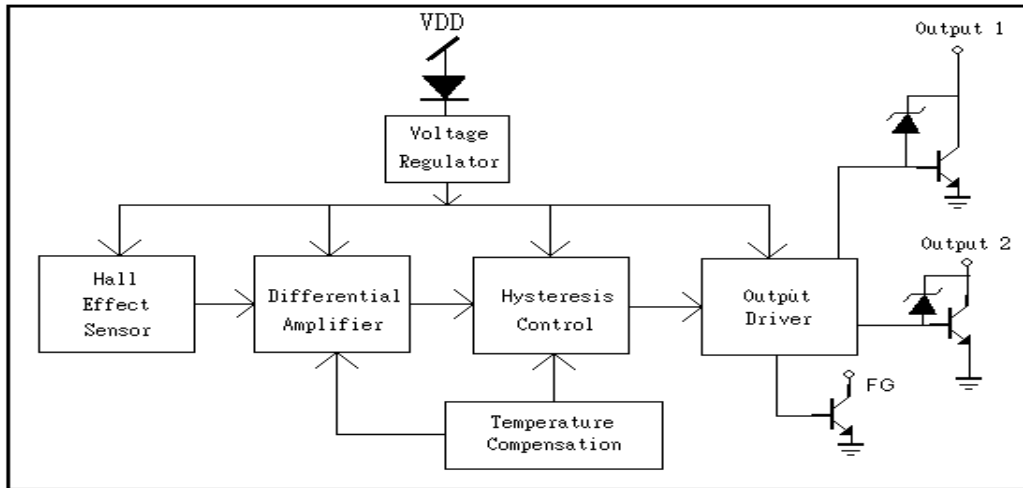 VDD
Output 1
Voltage
Regulator
Output 2
Hall
Effect
Sensor
Differential
Amplifier
Hysteresis
Control
Output
Driver
FG
Temperature
Compensation